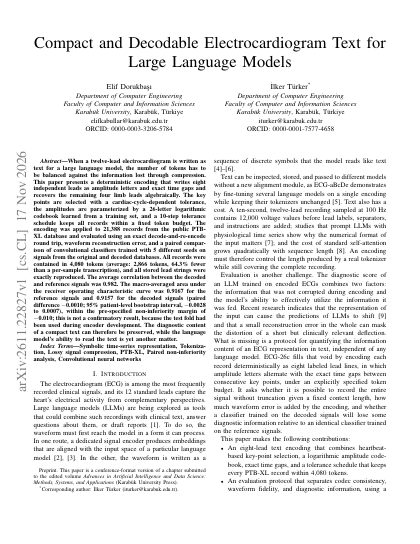 Compact and Decodable Electrocardiogram Text for
Large Language Models
Elif Dorukbaşı
Department of Computer Engineering
Faculty of Computer and Information Sciences
Karabuk University, Karabük, Türkiye
elifkabullar@karabuk.edu.tr
ORCID: 0000-0003-3206-5784
İlker Türker*
Department of Computer Engineering
Faculty of Computer and Information Sciences
Karabuk University, Karabük, Türkiye
iturker@karabuk.edu.tr
ORCID: 0000-0001-7577-4658
Abstract—When a twelve-lead electrocardiogram is written as
text for a large language model, the number of tokens has to
be balanced against the information lost through compression.
This paper presents a deterministic encoding that writes eight
independent leads as amplitude letters and exact time gaps and
recovers the remaining four limb leads algebraically. The key
points are selected with a cardiac-cycle-dependent tolerance,
the amplitudes are parametrized by a 26-letter logarithmic
codebook learned from a training set, and a 10-step tolerance
schedule keeps all records within a fixed token budget. The
encoding was applied to 21,388 records from the public PTB-
XL database and evaluated using an exact decode-and-re-encode
round trip, waveform reconstruction error, and a paired compar-
ison of convolutional classifiers trained with 5 different seeds on
signals from the original and decoded databases. All records were
contained in 4,080 tokens (average: 2,866 tokens, 64.3% fewer
than a per-sample transcription), and all stored lead strings were
exactly reproduced. The average correlation between the decoded
and reference signals was 0.982. The macro-averaged area under
the receiver operating characteristic curve was 0.9167 for the
reference signals and 0.9157 for the decoded signals (paired
difference −0.0010; 95% patient-level bootstrap interval, −0.0028
to 0.0007), within the pre-specified non-inferiority margin of
−0.010; this is not a confirmatory result, because the test fold had
been used during encoder development. The diagnostic content
of a compact text can therefore be preserved, while the language
model's ability to read the text is yet another matter.
Index Terms—Symbolic time-series representation, Tokeniza-
tion, Lossy signal compression, PTB-XL, Paired non-inferiority
analysis, Convolutional neural networks
I. INTRODUCTION
The electrocardiogram (ECG) is among the most frequently
recorded clinical signals, and its 12 standard leads capture the
heart's electrical activity from complementary perspectives.
Large language models (LLMs) are being explored as tools
that could combine such recordings with clinical text, answer
questions about them, or draft reports [1]. To do so, the
waveform must first reach the model in a form it can process.
In one route, a dedicated signal encoder produces embeddings
that are aligned with the input space of a particular language
model [2], [3]. In the other, the waveform is written as a
Preprint. This paper is a conference-format version of a chapter submitted
to the edited volume Advances in Artificial Intelligence and Data Science:
Methods, Systems, and Applications (Karabük University Press).
*Corresponding author: İlker Türker (iturker@karabuk.edu.tr)
sequence of discrete symbols that the model reads like text
[4]–[6].
Text can be inspected, stored, and passed to different models
without a new alignment module, as ECG-aBcDe demonstrates
by fine-tuning several language models on a single encoding
while keeping their tokenizers unchanged [5]. Text also has a
cost. A ten-second, twelve-lead recording sampled at 100 Hz
contains 12,000 voltage values before lead labels, separators,
and instructions are added; studies that prompt LLMs with
physiological time series show why the numerical format of
the input matters [7]; and the cost of standard self-attention
grows quadratically with sequence length [8]. An encoding
must therefore control the length produced by a real tokenizer
while still covering the complete recording.
Evaluation is another challenge. The diagnostic score of
an LLM trained on encoded ECGs combines two factors:
the information that was not corrupted during encoding and
the model's ability to effectively utilize the information it
was fed. Recent research indicates that the representation of
the input can cause the predictions of LLMs to shift [9]
and that a small reconstruction error in the whole can mask
the distortion of a short but clinically relevant deflection.
What is missing is a protocol for quantifying the information
content of an ECG representation in text, independent of any
language model. ECG-26c fills that void by encoding each
record deterministically as eight labeled lead lines, in which
amplitude letters alternate with the exact time gaps between
consecutive key points, under an explicitly specified token
budget. It asks whether it is possible to record the entire
signal without truncation given a fixed context length, how
much waveform error is added by the encoding, and whether
a classifier trained on the decoded signals will lose some
diagnostic information relative to an identical classifier trained
on the reference signals.
This paper makes the following contributions:
• An eight-lead text encoding that combines heartbeat-
based key-point selection, a logarithmic amplitude code-
book, exact time gaps, and a tolerance schedule that keeps
every PTB-XL record within 4,080 tokens.
• An evaluation protocol that separates codec consistency,
waveform fidelity, and diagnostic information, using a
arXiv:2611.22827v1 [cs.CL] 17 Nov 2026